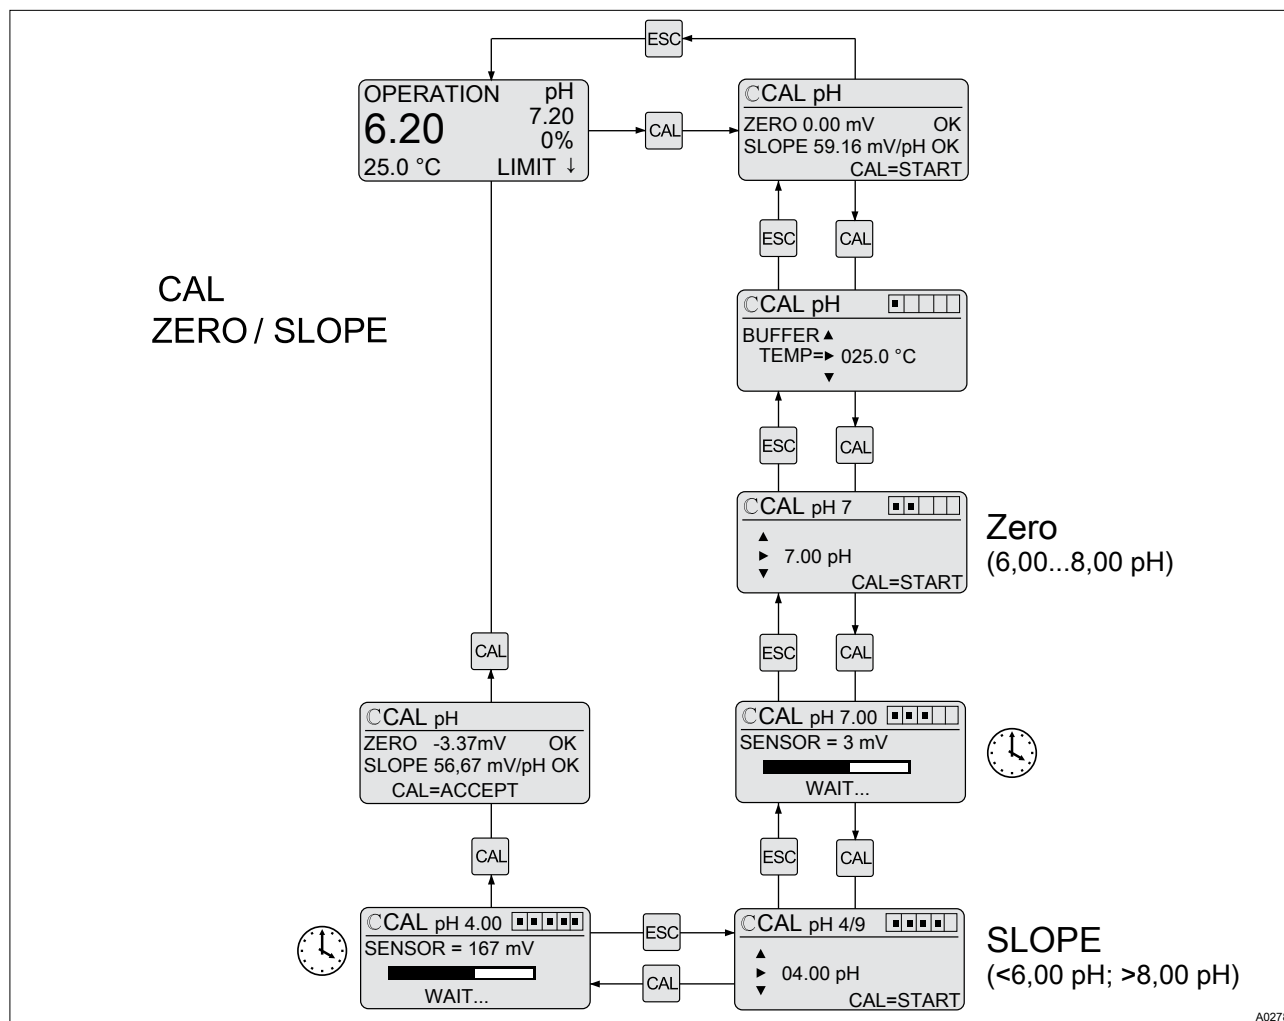 ESC
OPERATION pH
6.20 7.20
0%
25.0 °C LIMIT ↓
CAL
ℂCAL pH
ZERO 0.00 mV OK
SLOPE 59.16 mV/pH OK
CAL=START
ESC CAL
CAL
ZERO / SLOPE
ℂCAL pH
BUFFER ▲
TEMP=► 025.0 °C
▼
ESC CAL
ℂCAL pH 7
▲
► 7.00 pH
▼
CAL=START
Zero
(6,00...8,00 pH)
ESC CAL
CAL
ℂCAL pH
ZERO -3.37mV OK
SLOPE 56,67 mV/pH OK
CAL=ACCEPT
ℂCAL pH 7.00
SENSOR = 3 mV
WAIT...
CAL
ESC CAL
ℂCAL pH 4.00
SENSOR = 167 mV
WAIT...
ESC
CAL
ℂCAL pH 4/9
▲
► 04.00 pH
▼
CAL=START
SLOPE
(<6,00 pH; >8,00 pH)